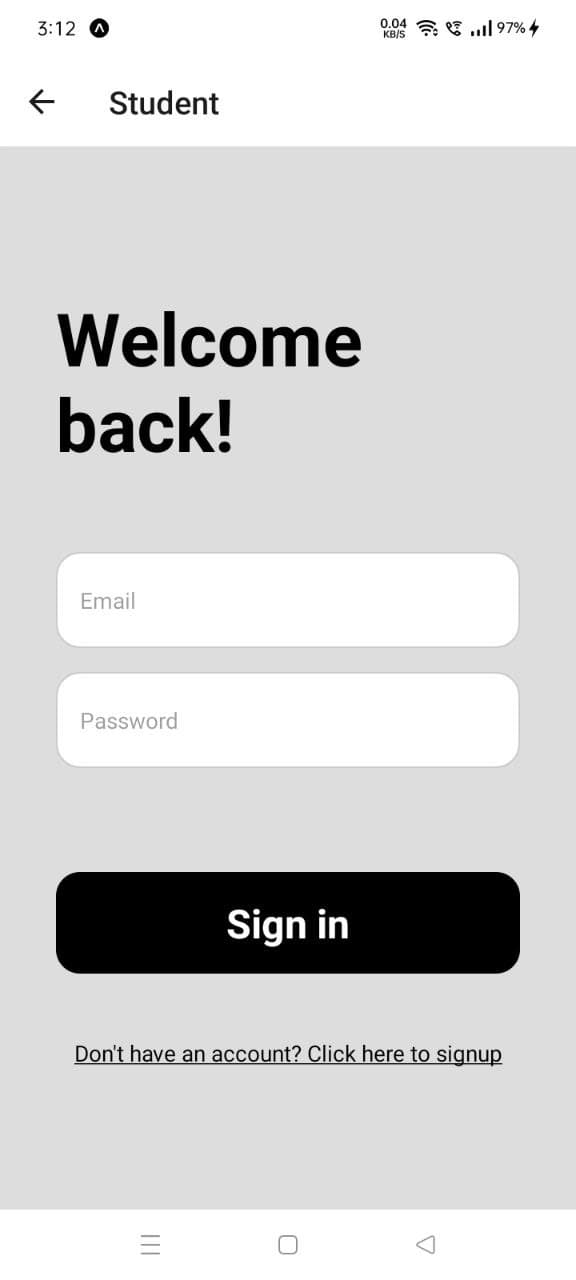 3:12
0.04
KB/S
97%
Student
Welcome
back!
Email
Password
Sign in
Don't have an account? Click here to signup